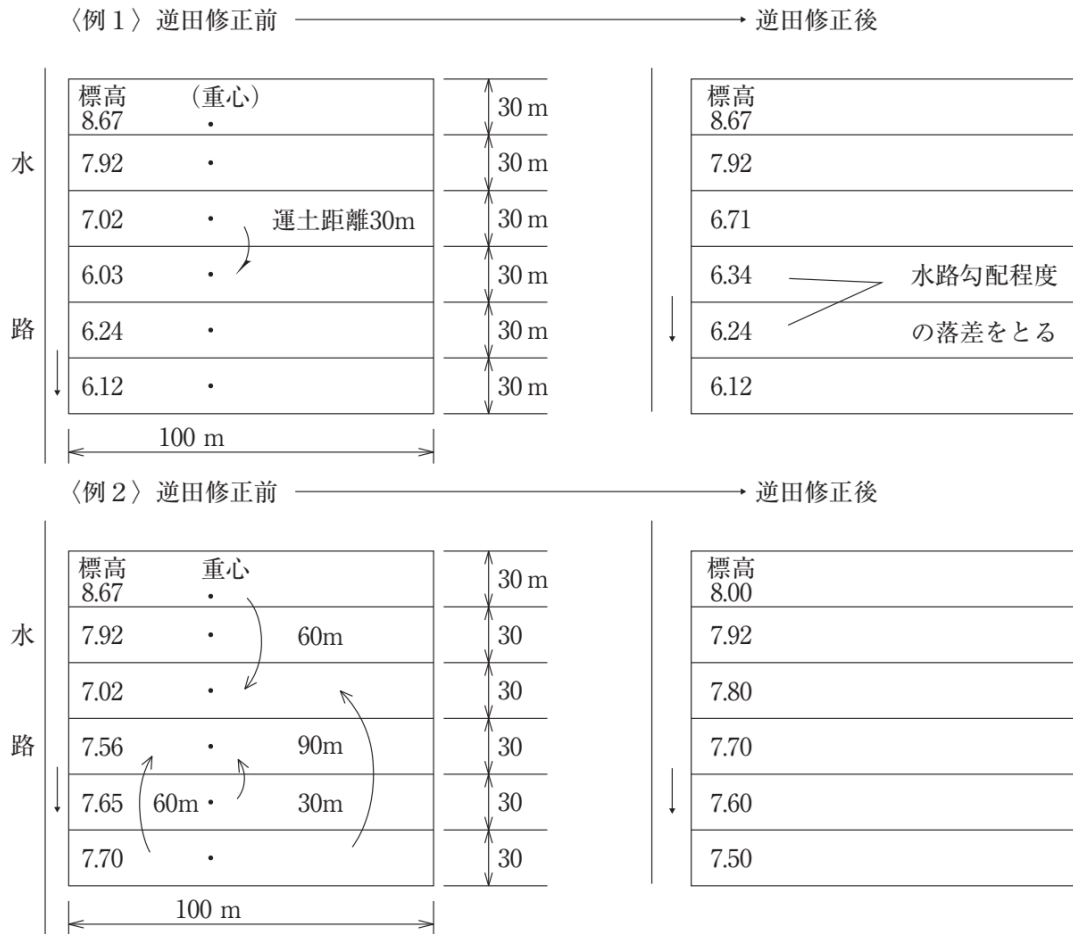 〈例１〉逆田修正前
逆田修正後
標高 （重心）
8.67
30 m
7.92
30 m
7.02
運土距離30m
30 m
6.03
30 m
6.24
30 m
6.12
30 m
水
路
100 m
標高
8.67
7.92
6.71
6.34
水路勾配程度
6.24
の落差をとる
6.12
〈例２〉逆田修正前
逆田修正後
標高 重心
8.67
30 m
7.92
60m
30
7.02
30
7.56
90m
30
7.65
60m
30m
30
7.70
30
水
路
100 m
標高
8.00
7.92
7.80
7.70
7.60
7.50